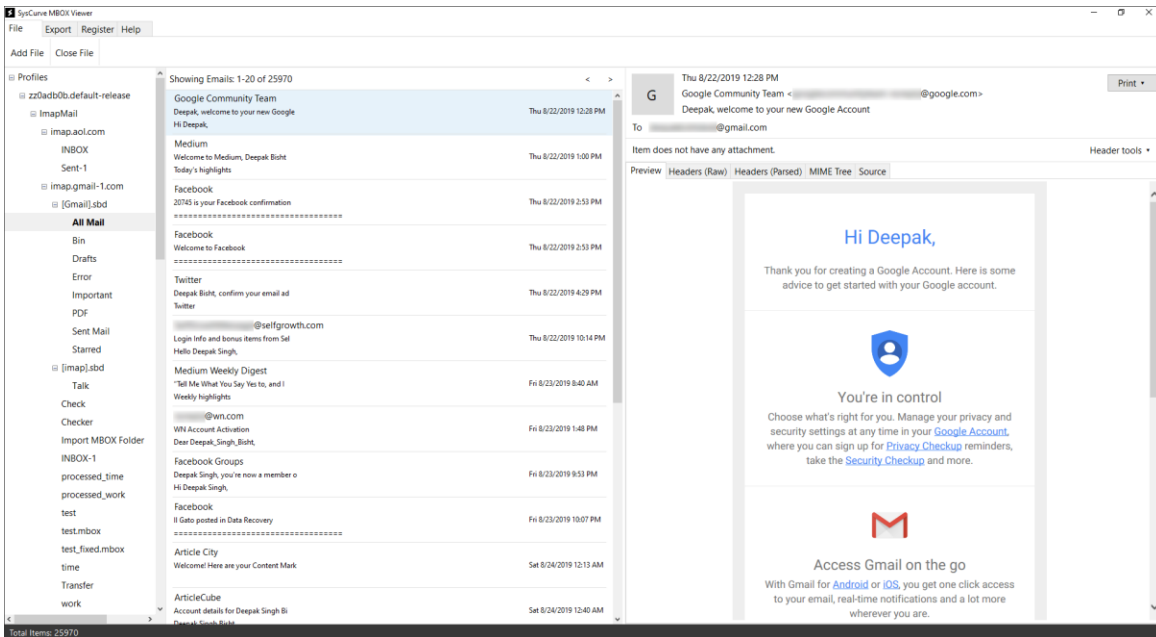 SysCurve MBOX Viewer
File Export Register Help
Add File Close File
Profiles
zz0adb0b.default-release
ImapMail
imap.aol.com
INBOX
Sent-1
imap.gmail-1.com
[Gmail].sbd
All Mail
Bin
Drafts
Error
Important
PDF
Sent Mail
Starred
[imap].sbd
Talk
Check
Checker
Import MBOX Folder
INBOX-1
processed_time
processed_work
test
test.mbox
test_fixed.mbox
time
Transfer
work
Showing Emails: 1-20 of 25970 < >
Google Community Team
Deepak, welcome to your new Google Thu 8/22/2019 12:28 PM
Hi Deepak,
Medium
Welcome to Medium, Deepak Bisht Thu 8/22/2019 1:00 PM
Today's highlights
Facebook
20745 is your Facebook confirmation Thu 8/22/2019 2:53 PM
===================================
Facebook
Welcome to Facebook Thu 8/22/2019 2:53 PM
===================================
Twitter
Deepak Bisht, confirm your email ad Thu 8/22/2019 4:29 PM
Twitter
@selfgrowth.com
Login Info and bonus items from Sel Thu 8/22/2019 10:14 PM
Hello Deepak Singh,
Medium Weekly Digest
"Tell Me What You Say Yes to, and I Fri 8/23/2019 8:40 AM
Weekly highlights
@wn.com
WN Account Activation Fri 8/23/2019 1:48 PM
Dear Deepak_Singh_Bisht,
Facebook Groups
Deepak Singh, you're now a member o Fri 8/23/2019 9:53 PM
Hi Deepak Singh,
Facebook
Il Gato posted in Data Recovery Fri 8/23/2019 10:07 PM
===================================
Article City
Welcome! Here are your Content Mark Sat 8/24/2019 12:13 AM
ArticleCube
Account details for Deepak Singh Bi Sat 8/24/2019 12:40 AM
Deepak Singh Bisht
G
Thu 8/22/2019 12:28 PM
Google Community Team < @google.com>
Deepak, welcome to your new Google Account
Print
To @gmail.com
Item does not have any attachment. Header tools
Preview Headers (Raw) Headers (Parsed) MIME Tree Source
Hi Deepak,
Thank you for creating a Google Account. Here is some
advice to get started with your Google account.
You're in control
Choose what's right for you. Manage your privacy and
security settings at any time in your Google Account,
where you can sign up for Privacy Checkup reminders,
take the Security Checkup and more.
Access Gmail on the go
With Gmail for Android or iOS, you get one click access
to your email, real-time notifications and a lot more
wherever you are.
Total Items: 25970